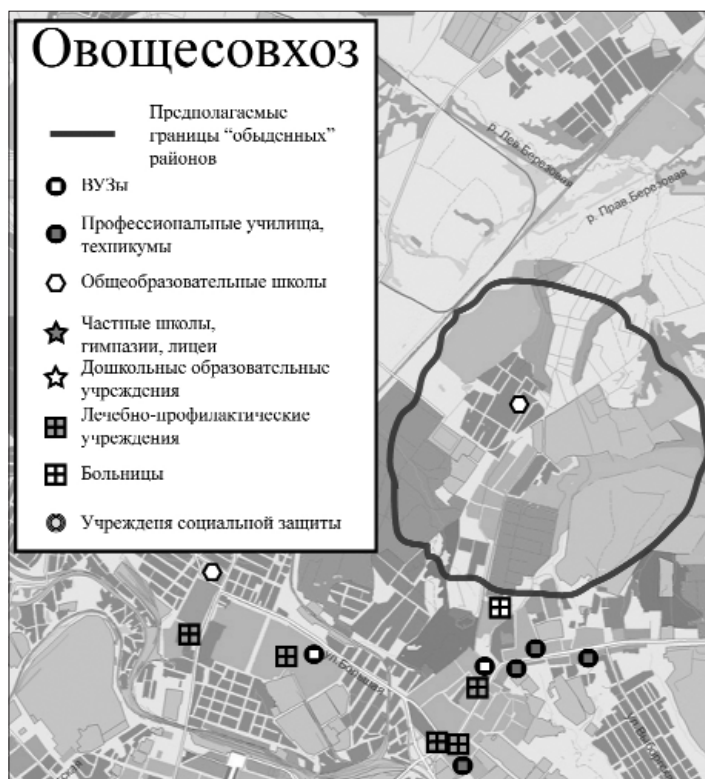 Овощесовхоз
Предполагаемые
границы “обыденных”
районов
ВУЗы
Профессиональные училища,
техникумы
Общеобразовательные школы
Частные школы,
гимназии, лицеи
Дошкольные образовательные
учреждения
Лечебно-профилактические
учреждения
Больницы
Учрежденя социальной защиты
р. Лев.Березовая
р. Прав.Березовая